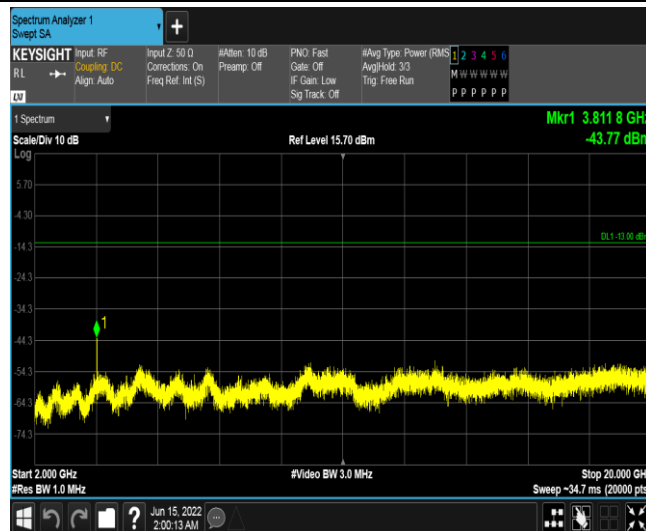 Spectrum Analyzer 1
Swept SA
+
KEYSIGHT Input: RF Input Z: 50 Ω #Atten: 10 dB PNO: Fast #Avg Type: Power (RMS 1 2 3 4 5 6
RL Coupling: DC Corrections: On Preamp: Off Gate: Off Avg|Hold: 3/3 M W W W W W
Align: Auto Freq Ref: Int (S) IF Gain: Low Trig: Free Run
Sig Track: Off P P P P P P
LXI
1 Spectrum Mkr1 3.811 8 GHz
Scale/Div 10 dB Ref Level 15.70 dBm -43.77 dBm
Log
5.70
-4.30
DL1 -13.00 dBm
-14.3
-24.3
-34.3
1
-44.3
-54.3
-64.3
-74.3
Start 2.000 GHz #Video BW 3.0 MHz Stop 20.000 GHz
#Res BW 1.0 MHz Sweep ~34.7 ms (20000 pts
? Jun 15, 2022
2:00:13 AM